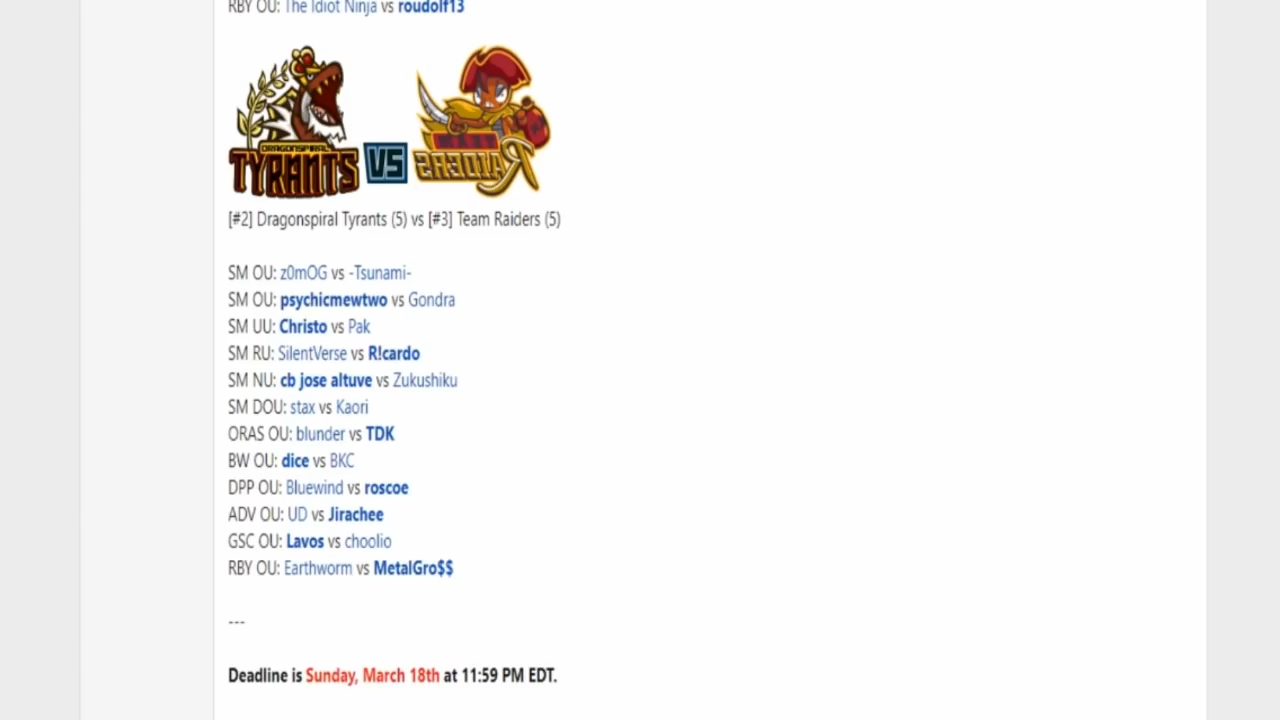 RBY OU: The Idiot Ninja vs roudolf13
DRAGONSPIRAL
TYRANTS
VS
TEAM
RAIDERS
[#2] Dragonspiral Tyrants (5) vs [#3] Team Raiders (5)
SM OU: z0mOG vs -Tsunami-
SM OU: psychicmewtwo vs Gondra
SM UU: Christo vs Pak
SM RU: SilentVerse vs R!cardo
SM NU: cb jose altuve vs Zukushiku
SM DOU: stax vs Kaori
ORAS OU: blunder vs TDK
BW OU: dice vs BKC
DPP OU: Bluewind vs roscoe
ADV OU: UD vs Jirachee
GSC OU: Lavos vs choolio
RBY OU: Earthworm vs MetalGro$$
---
Deadline is Sunday, March 18th at 11:59 PM EDT.